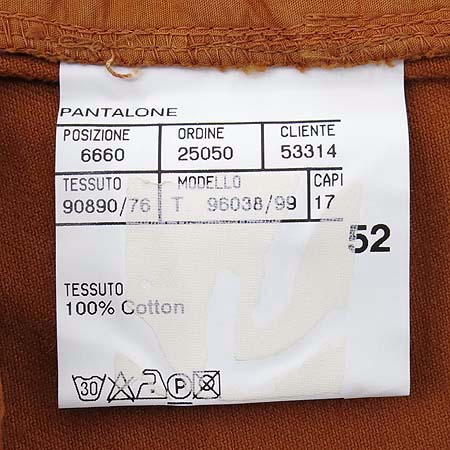 PANTALONE
POSIZIONE ORDINE CLIENTE
6660 25050 53314
TESSUTO MODELLO CAPI
90890/76 T 96038/99 17
52
TESSUTO
100% Cotton
30 P